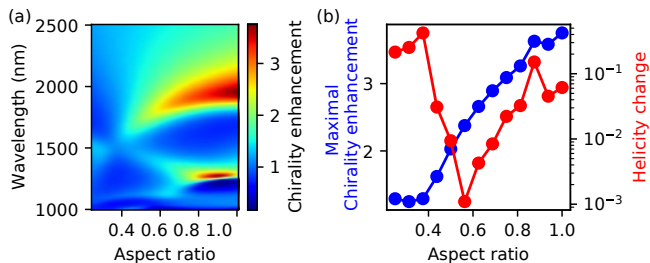 (a)
2500
2000
1500
1000
Wavelength (nm)
0.4 0.6 0.8 1.0
Aspect ratio
3
2
1
Chirality enhancement
(b)
Maximal
Chirality enhancement
3
2
0.4 0.6 0.8 1.0
Aspect ratio
10⁻¹
10⁻²
10⁻³
Helicity change